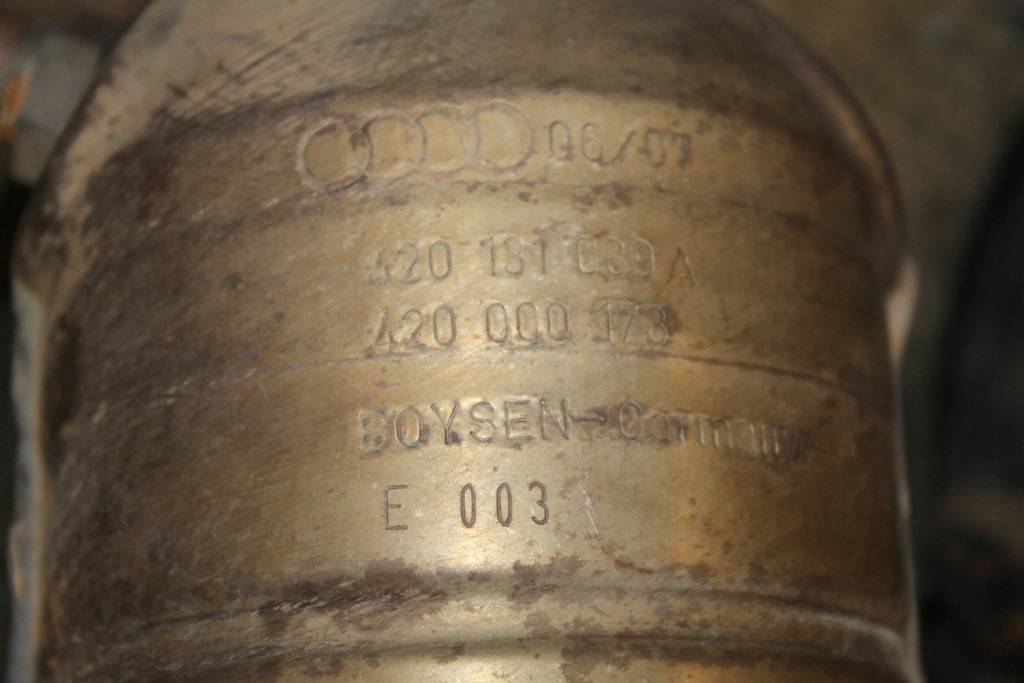 06/07
420 131 039 A
420 000 173
BOYSEN-Germany
E 003